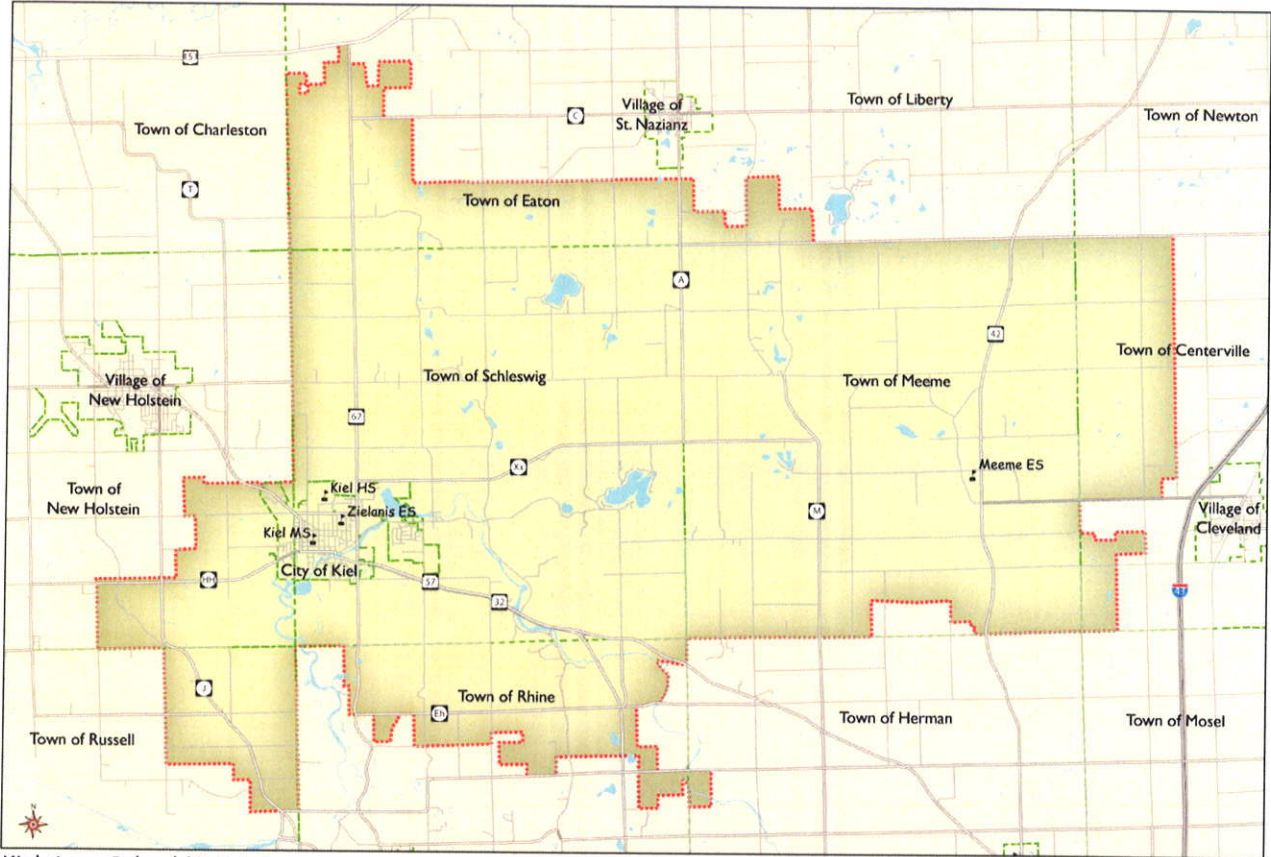 151
Town of Charleston
T
C
Village of
St. Nazianz
Town of Liberty
Town of Newton
Town of Eaton
A
42
Town of Centerville
Village of
New Holstein
Town of Schleswig
Town of Meeme
67
Xx
Meeme ES
Town of
New Holstein
Kiel HS
Zielanis ES
Kiel MS
M
Village of
Cleveland
City of Kiel
HH
57
32
43
J
Town of Rhine
Eh
Town of Herman
Town of Mosel
Town of Russell
N